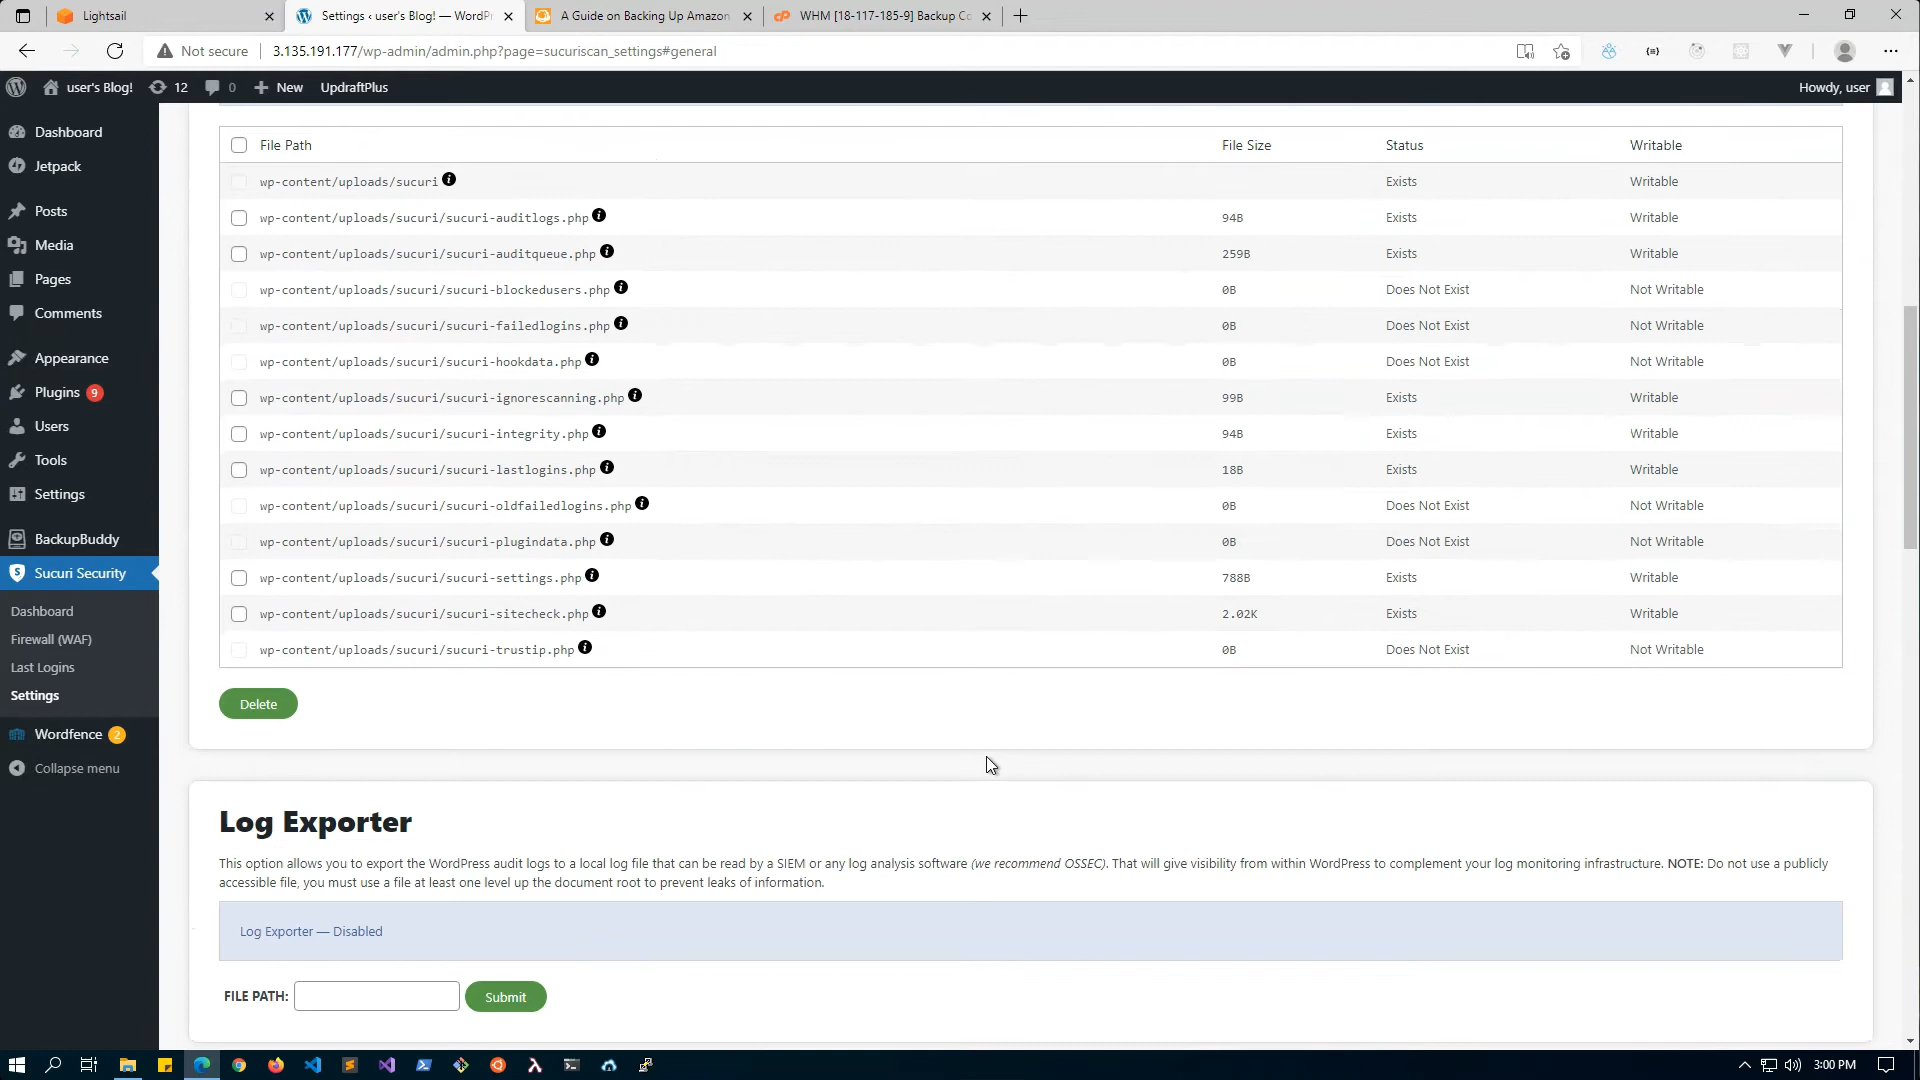 Lightsail
Settings ‹ user's Blog! — WordPr
A Guide on Backing Up Amazon
WHM [18-117-185-9] Backup Co
Not secure
3.135.191.177/wp-admin/admin.php?page=sucuriscan_settings#general
user's Blog!
12
0
New
UpdraftPlus
Howdy, user
Dashboard
Jetpack
Posts
Media
Pages
Comments
Appearance
Plugins 9
Users
Tools
Settings
BackupBuddy
Sucuri Security
Dashboard
Firewall (WAF)
Last Logins
Settings
Wordfence 2
Collapse menu
File Path File Size Status Writable
wp-content/uploads/sucuri Exists Writable
wp-content/uploads/sucuri/sucuri-auditlogs.php 94B Exists Writable
wp-content/uploads/sucuri/sucuri-auditqueue.php 259B Exists Writable
wp-content/uploads/sucuri/sucuri-blockedusers.php 0B Does Not Exist Not Writable
wp-content/uploads/sucuri/sucuri-failedlogins.php 0B Does Not Exist Not Writable
wp-content/uploads/sucuri/sucuri-hookdata.php 0B Does Not Exist Not Writable
wp-content/uploads/sucuri/sucuri-ignorescanning.php 99B Exists Writable
wp-content/uploads/sucuri/sucuri-integrity.php 94B Exists Writable
wp-content/uploads/sucuri/sucuri-lastlogins.php 18B Exists Writable
wp-content/uploads/sucuri/sucuri-oldfailedlogins.php 0B Does Not Exist Not Writable
wp-content/uploads/sucuri/sucuri-plugindata.php 0B Does Not Exist Not Writable
wp-content/uploads/sucuri/sucuri-settings.php 788B Exists Writable
wp-content/uploads/sucuri/sucuri-sitecheck.php 2.02K Exists Writable
wp-content/uploads/sucuri/sucuri-trustip.php 0B Does Not Exist Not Writable
Delete
Log Exporter
This option allows you to export the WordPress audit logs to a local log file that can be read by a SIEM or any log analysis software (we recommend OSSEC). That will give visibility from within WordPress to complement your log monitoring infrastructure. NOTE: Do not use a publicly
accessible file, you must use a file at least one level up the document root to prevent leaks of information.
Log Exporter — Disabled
FILE PATH:
Submit
3:00 PM